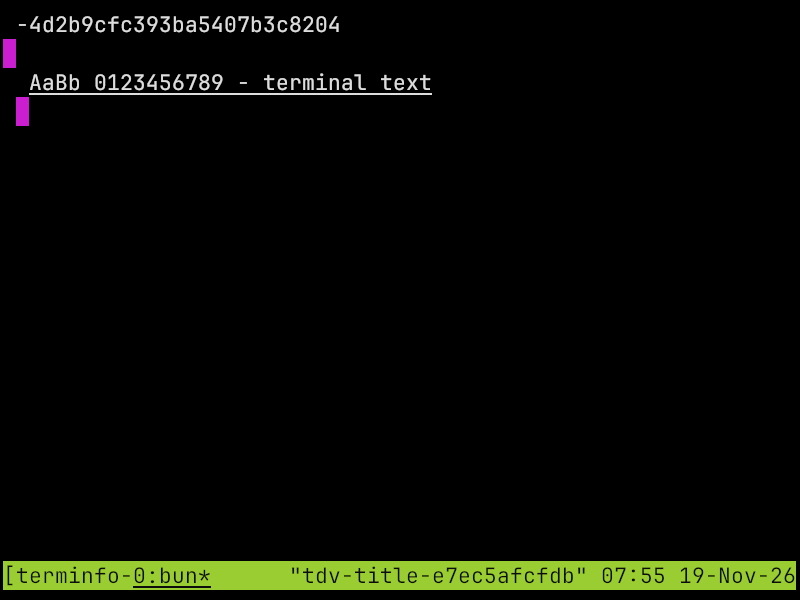 -4d2b9cfc393ba5407b3c8204
AaBb 0123456789 - terminal text
[terminfo-0:bun* "tdv-title-e7ec5afcfdb" 07:55 19-Nov-26